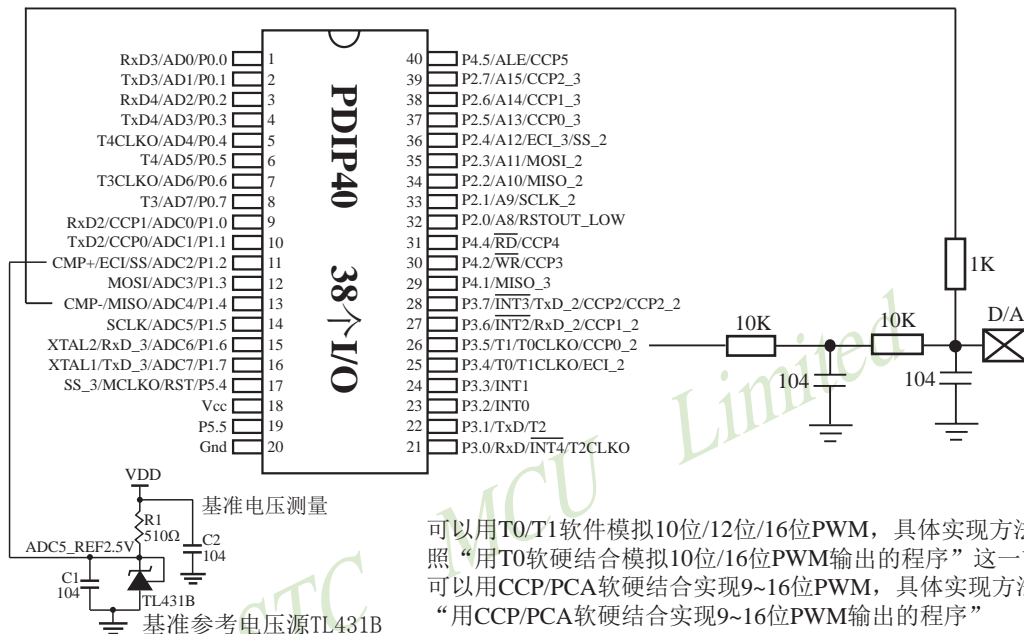 RxD3/AD0/P0.0 1
TxD3/AD1/P0.1 2
RxD4/AD2/P0.2 3
TxD4/AD3/P0.3 4
T4CLKO/AD4/P0.4 5
T4/AD5/P0.5 6
T3CLKO/AD6/P0.6 7
T3/AD7/P0.7 8
RxD2/CCP1/ADC0/P1.0 9
TxD2/CCP0/ADC1/P1.1 10
CMP+/ECI/SS/ADC2/P1.2 11
MOSI/ADC3/P1.3 12
CMP-/MISO/ADC4/P1.4 13
SCLK/ADC5/P1.5 14
XTAL2/RxD_3/ADC6/P1.6 15
XTAL1/TxD_3/ADC7/P1.7 16
SS_3/MCLKO/RST/P5.4 17
Vcc 18
P5.5 19
Gnd 20
PDIP40 38个I/O
40 P4.5/ALE/CCP5
39 P2.7/A15/CCP2_3
38 P2.6/A14/CCP1_3
37 P2.5/A13/CCP0_3
36 P2.4/A12/ECI_3/SS_2
35 P2.3/A11/MOSI_2
34 P2.2/A10/MISO_2
33 P2.1/A9/SCLK_2
32 P2.0/A8/RSTOUT_LOW
31 P4.4/RD/CCP4
30 P4.2/WR/CCP3
29 P4.1/MISO_3
28 P3.7/INT3/TxD_2/CCP2/CCP2_2
27 P3.6/INT2/RxD_2/CCP1_2
26 P3.5/T1/T0CLKO/CCP0_2
25 P3.4/T0/T1CLKO/ECI_2
24 P3.3/INT1
23 P3.2/INT0
22 P3.1/TxD/T2
21 P3.0/RxD/INT4/T2CLKO
1K
10K
10K
D/A
104
104
VDD
基准电压测量
R1
510Ω
C2
104
ADC5_REF2.5V
C1
104
TL431B
基准参考电压源TL431B
可以用T0/T1软件模拟10位/12位/16位PWM，具体实现方法
照“用T0软硬结合模拟10位/16位PWM输出的程序”这一
可以用CCP/PCA软硬结合实现9~16位PWM，具体实现方法
“用CCP/PCA软硬结合实现9~16位PWM输出的程序”
STC MCU Limited